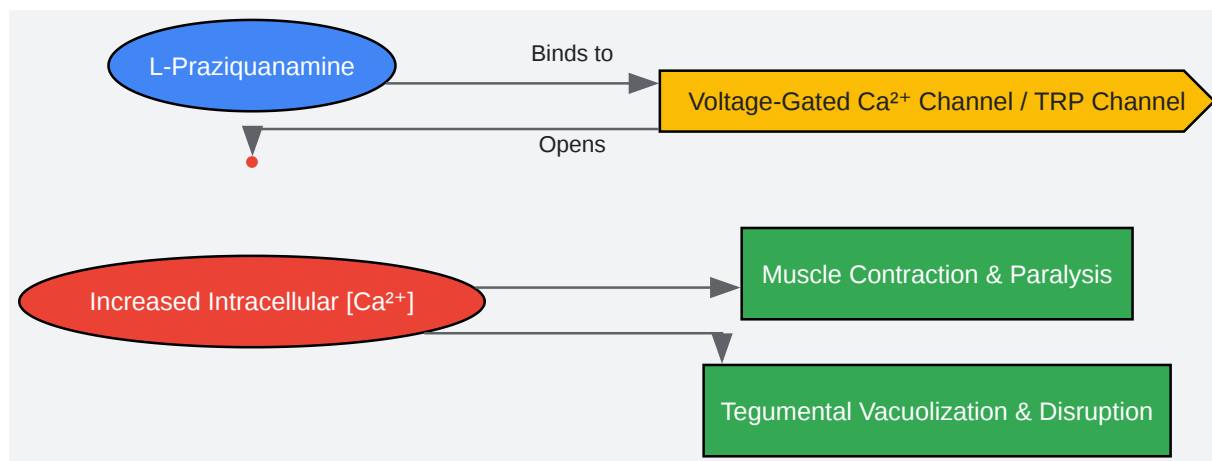 L-Praziquanamine
Binds to
Voltage-Gated Ca²⁺ Channel / TRP Channel
Opens
Increased Intracellular [Ca²⁺]
Muscle Contraction & Paralysis
Tegumental Vacuolization & Disruption